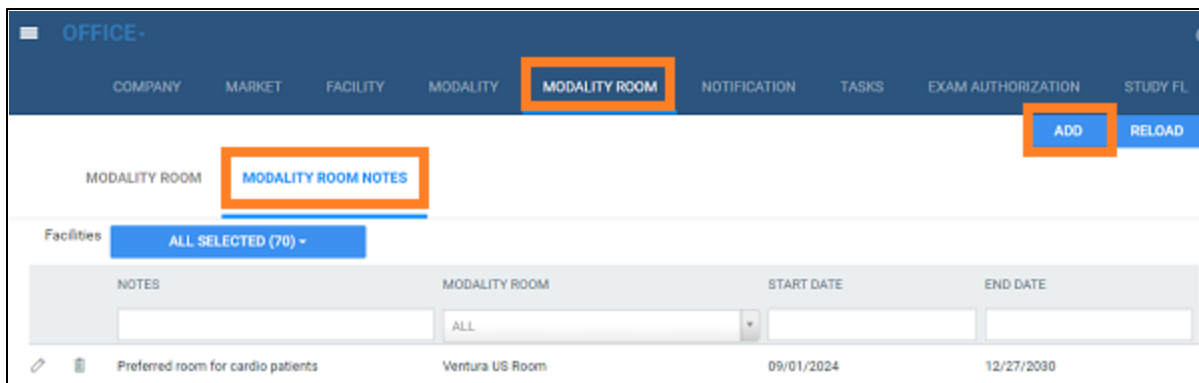 OFFICE-
COMPANY MARKET FACILITY MODALITY MODALITY ROOM NOTIFICATION TASKS EXAM AUTHORIZATION STUDY FL
ADD RELOAD
MODALITY ROOM MODALITY ROOM NOTES
Facilities ALL SELECTED (70)
NOTES MODALITY ROOM START DATE END DATE
ALL
Preferred room for cardio patients Ventura US Room 09/01/2024 12/27/2030